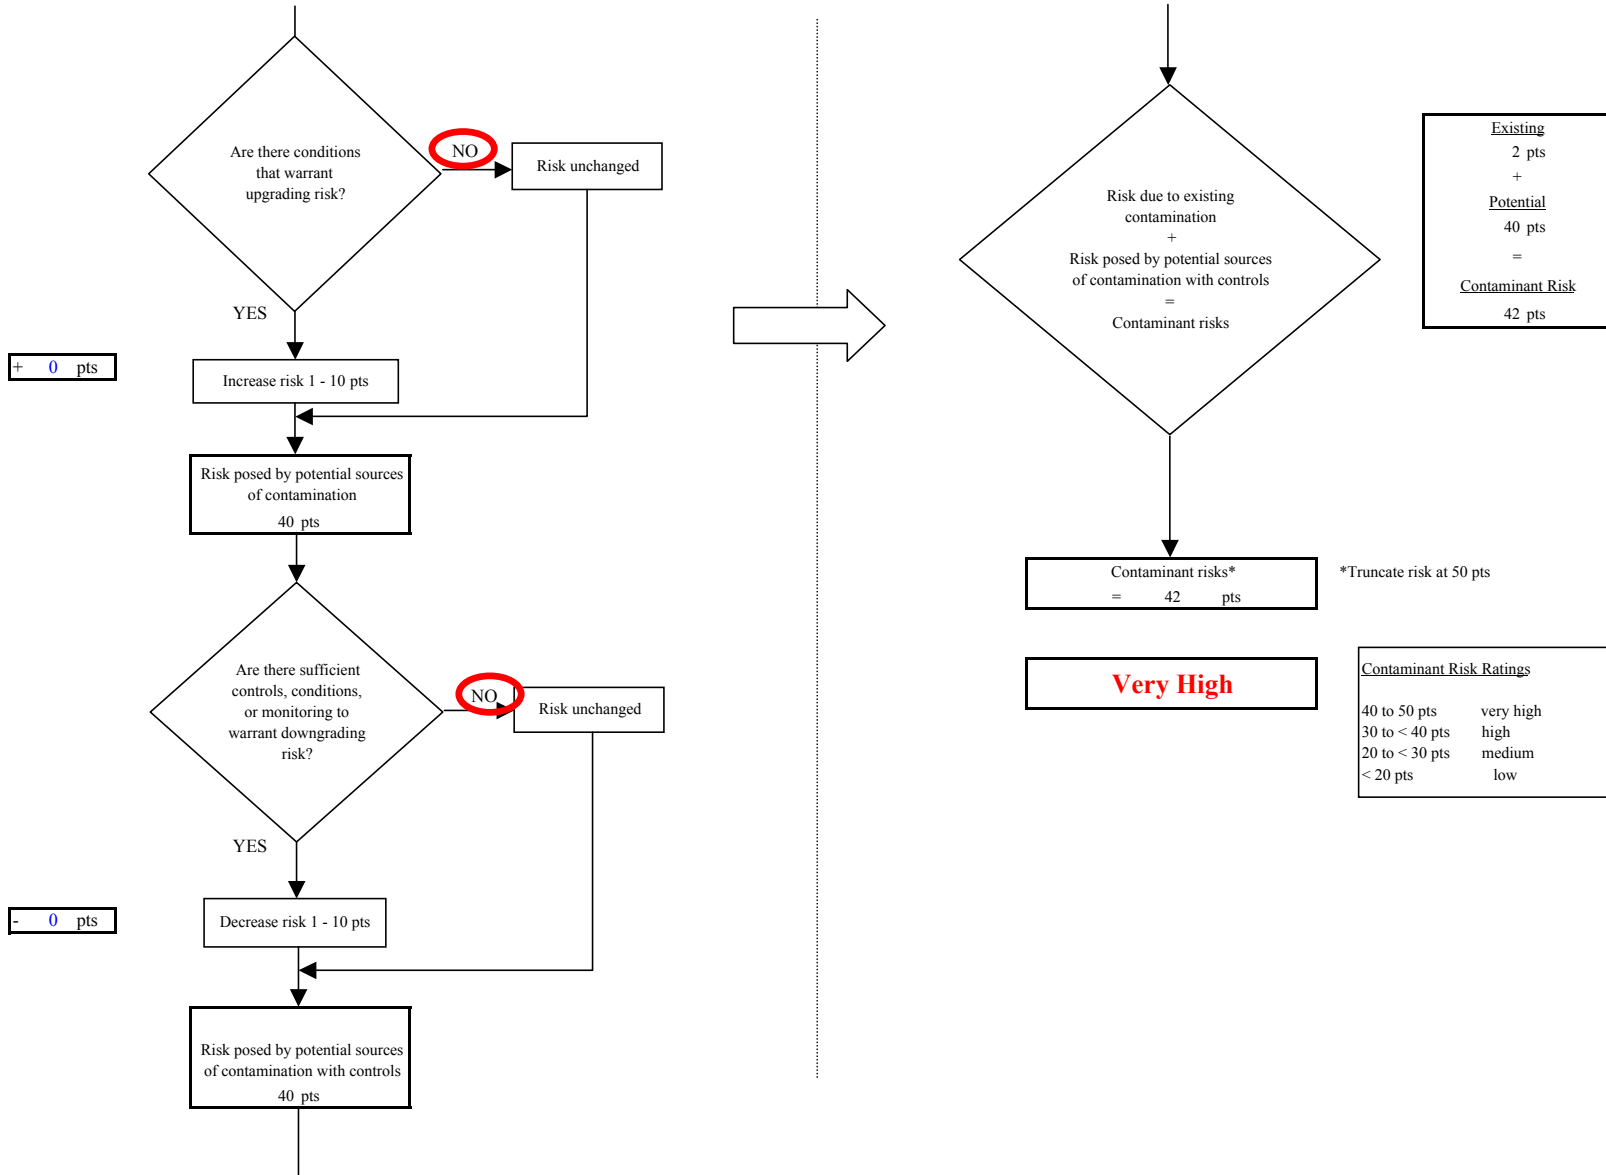 Are there conditions
that warrant
upgrading risk?
NO
Risk unchanged
YES
+ 0 pts
Increase risk 1 - 10 pts
Risk posed by potential sources
of contamination
40 pts
Are there sufficient
controls, conditions,
or monitoring to
warrant downgrading
risk?
NO
Risk unchanged
YES
- 0 pts
Decrease risk 1 - 10 pts
Risk posed by potential sources
of contamination with controls
40 pts
Risk due to existing
contamination
+
Risk posed by potential sources
of contamination with controls
=
Contaminant risks
Existing
2 pts
+
Potential
40 pts
=
Contaminant Risk
42 pts
Contaminant risks*
= 42 pts
*Truncate risk at 50 pts
Very High
Contaminant Risk Ratings
40 to 50 pts very high
30 to < 40 pts high
20 to < 30 pts medium
< 20 pts low